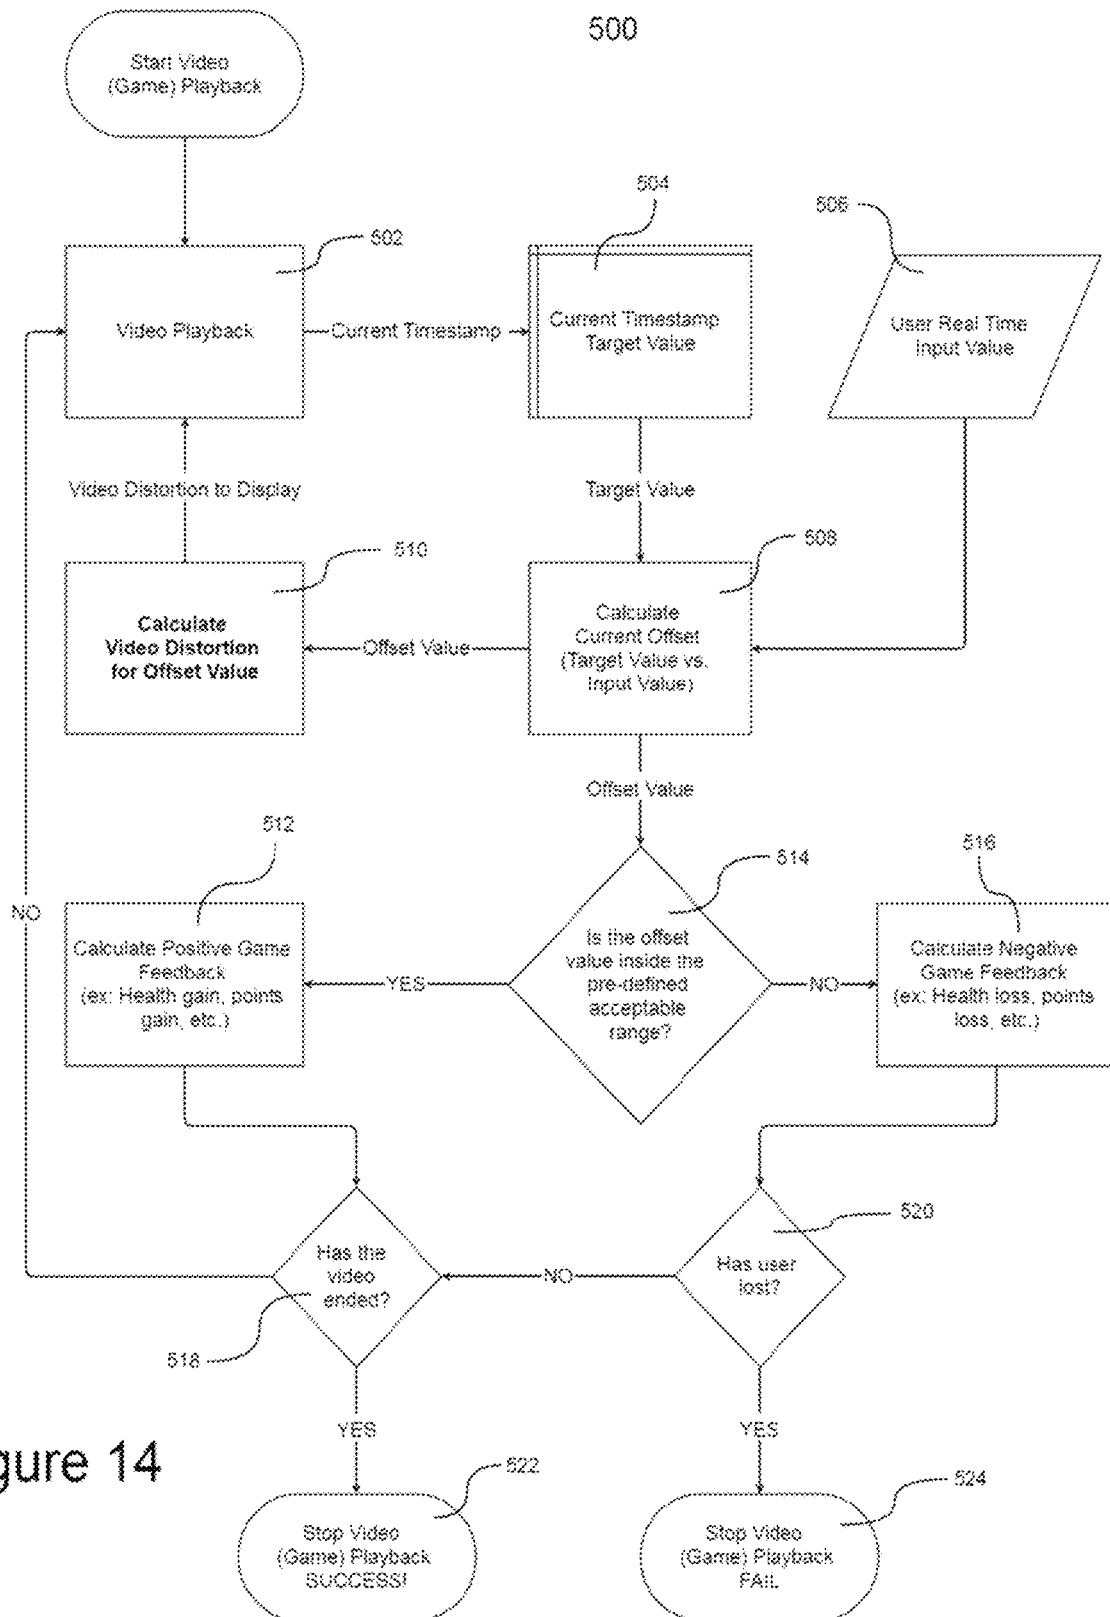 500
Start Video
(Game) Playback
504
506
502
Video Playback
Current Timestamp
Current Timestamp
Target Value
User Real Time
Input Value
Video Distortion to Display
Target Value
510
508
Calculate
Video Distortion
for Offset Value
Offset Value
Calculate
Current Offset
(Target Value vs.
Input Value)
Offset Value
512
514
516
NO
Calculate Positive Game
Feedback
(ex: Health gain, points
gain, etc.)
YES
Is the offset
value inside the
pre-defined
acceptable
range?
NO
Calculate Negative
Game Feedback
(ex: Health loss, points
loss, etc.)
520
Has the
video
ended?
NO
Has user
lost?
518
YES
YES
gure 14
522
524
Stop Video
(Game) Playback
SUCCESS!
Stop Video
(Game) Playback
FAIL